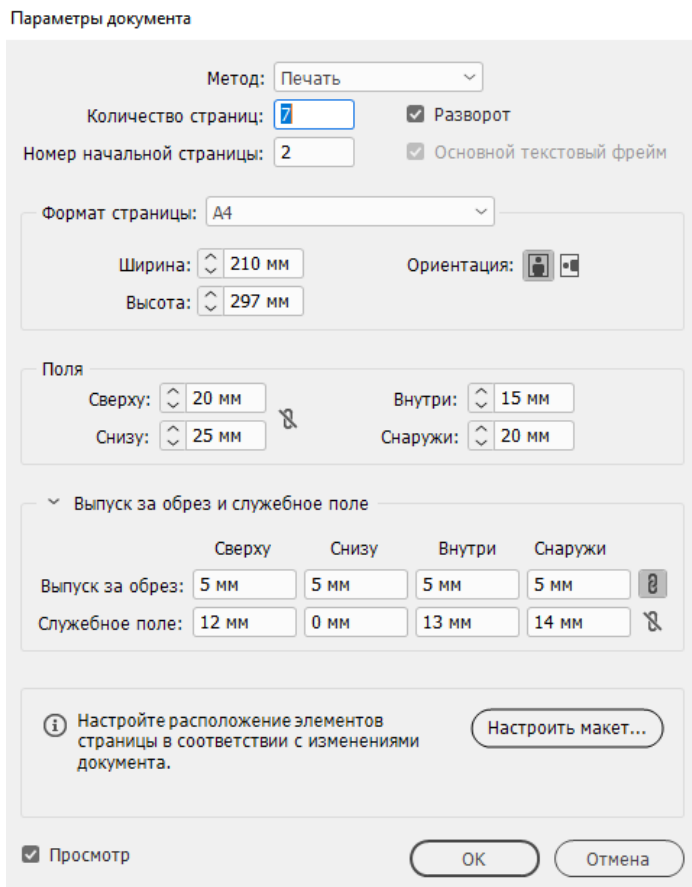 Параметры документа
Метод: Печать
Количество страниц: 7 Разворот
Номер начальной страницы: 2 Основной текстовый фрейм
Формат страницы: A4
Ширина: 210 мм Ориентация:
Высота: 297 мм
Поля
Сверху: 20 мм Внутри: 15 мм
Снизу: 25 мм Снаружи: 20 мм
Выпуск за обрез и служебное поле
Сверху Снизу Внутри Снаружи
Выпуск за обрез: 5 мм 5 мм 5 мм 5 мм
Служебное поле: 12 мм 0 мм 13 мм 14 мм
Настройте расположение элементов
страницы в соответствии с изменениями
документа.
Настроить макет...
Просмотр OK Отмена